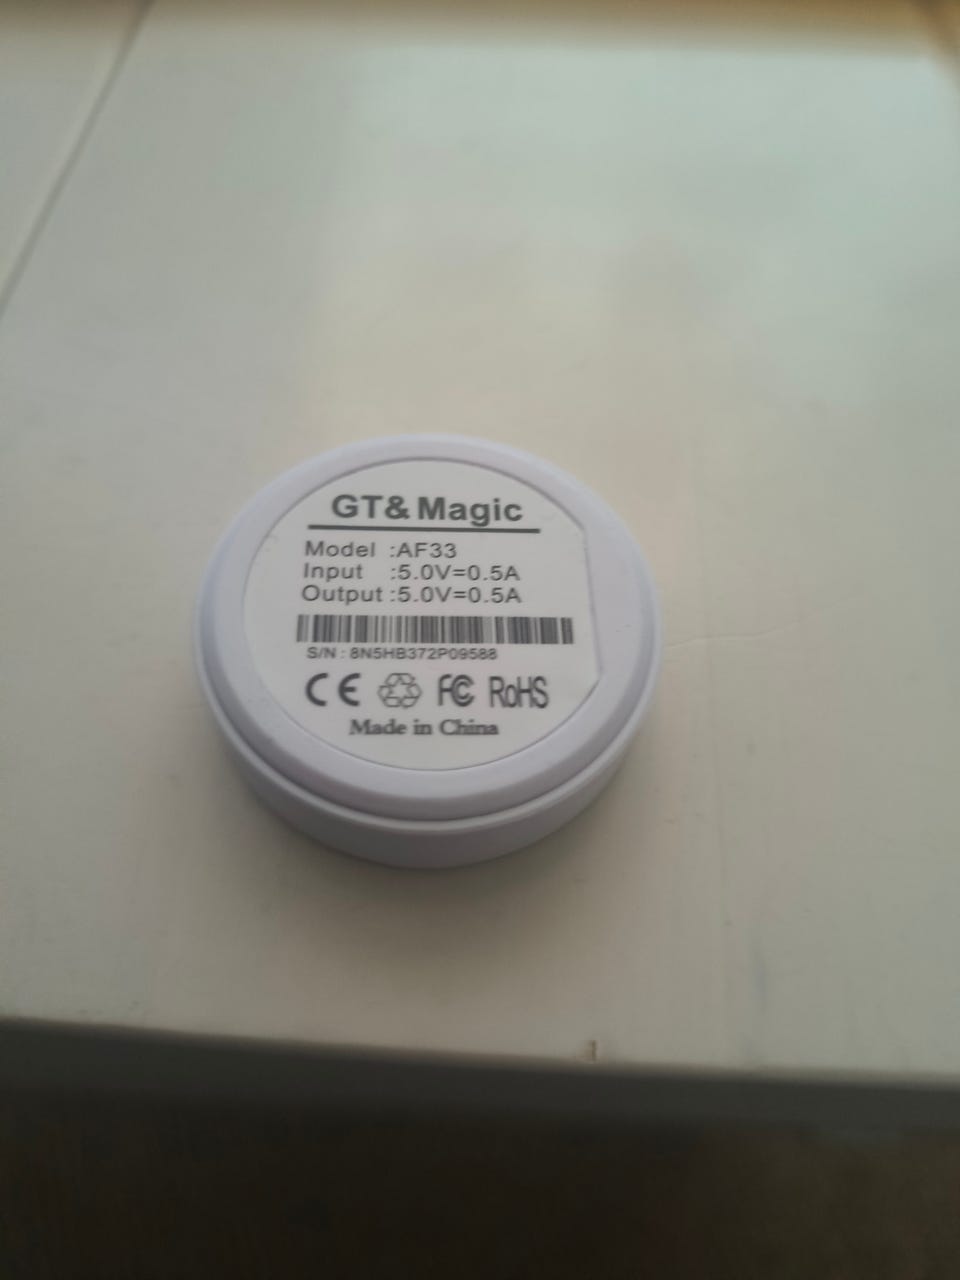 GT& Magic
Model :AF33
Input :5.0V=0.5A
Output :5.0V=0.5A
S/N : 8N5HB372P09588
CE FC RoHS
Made in China